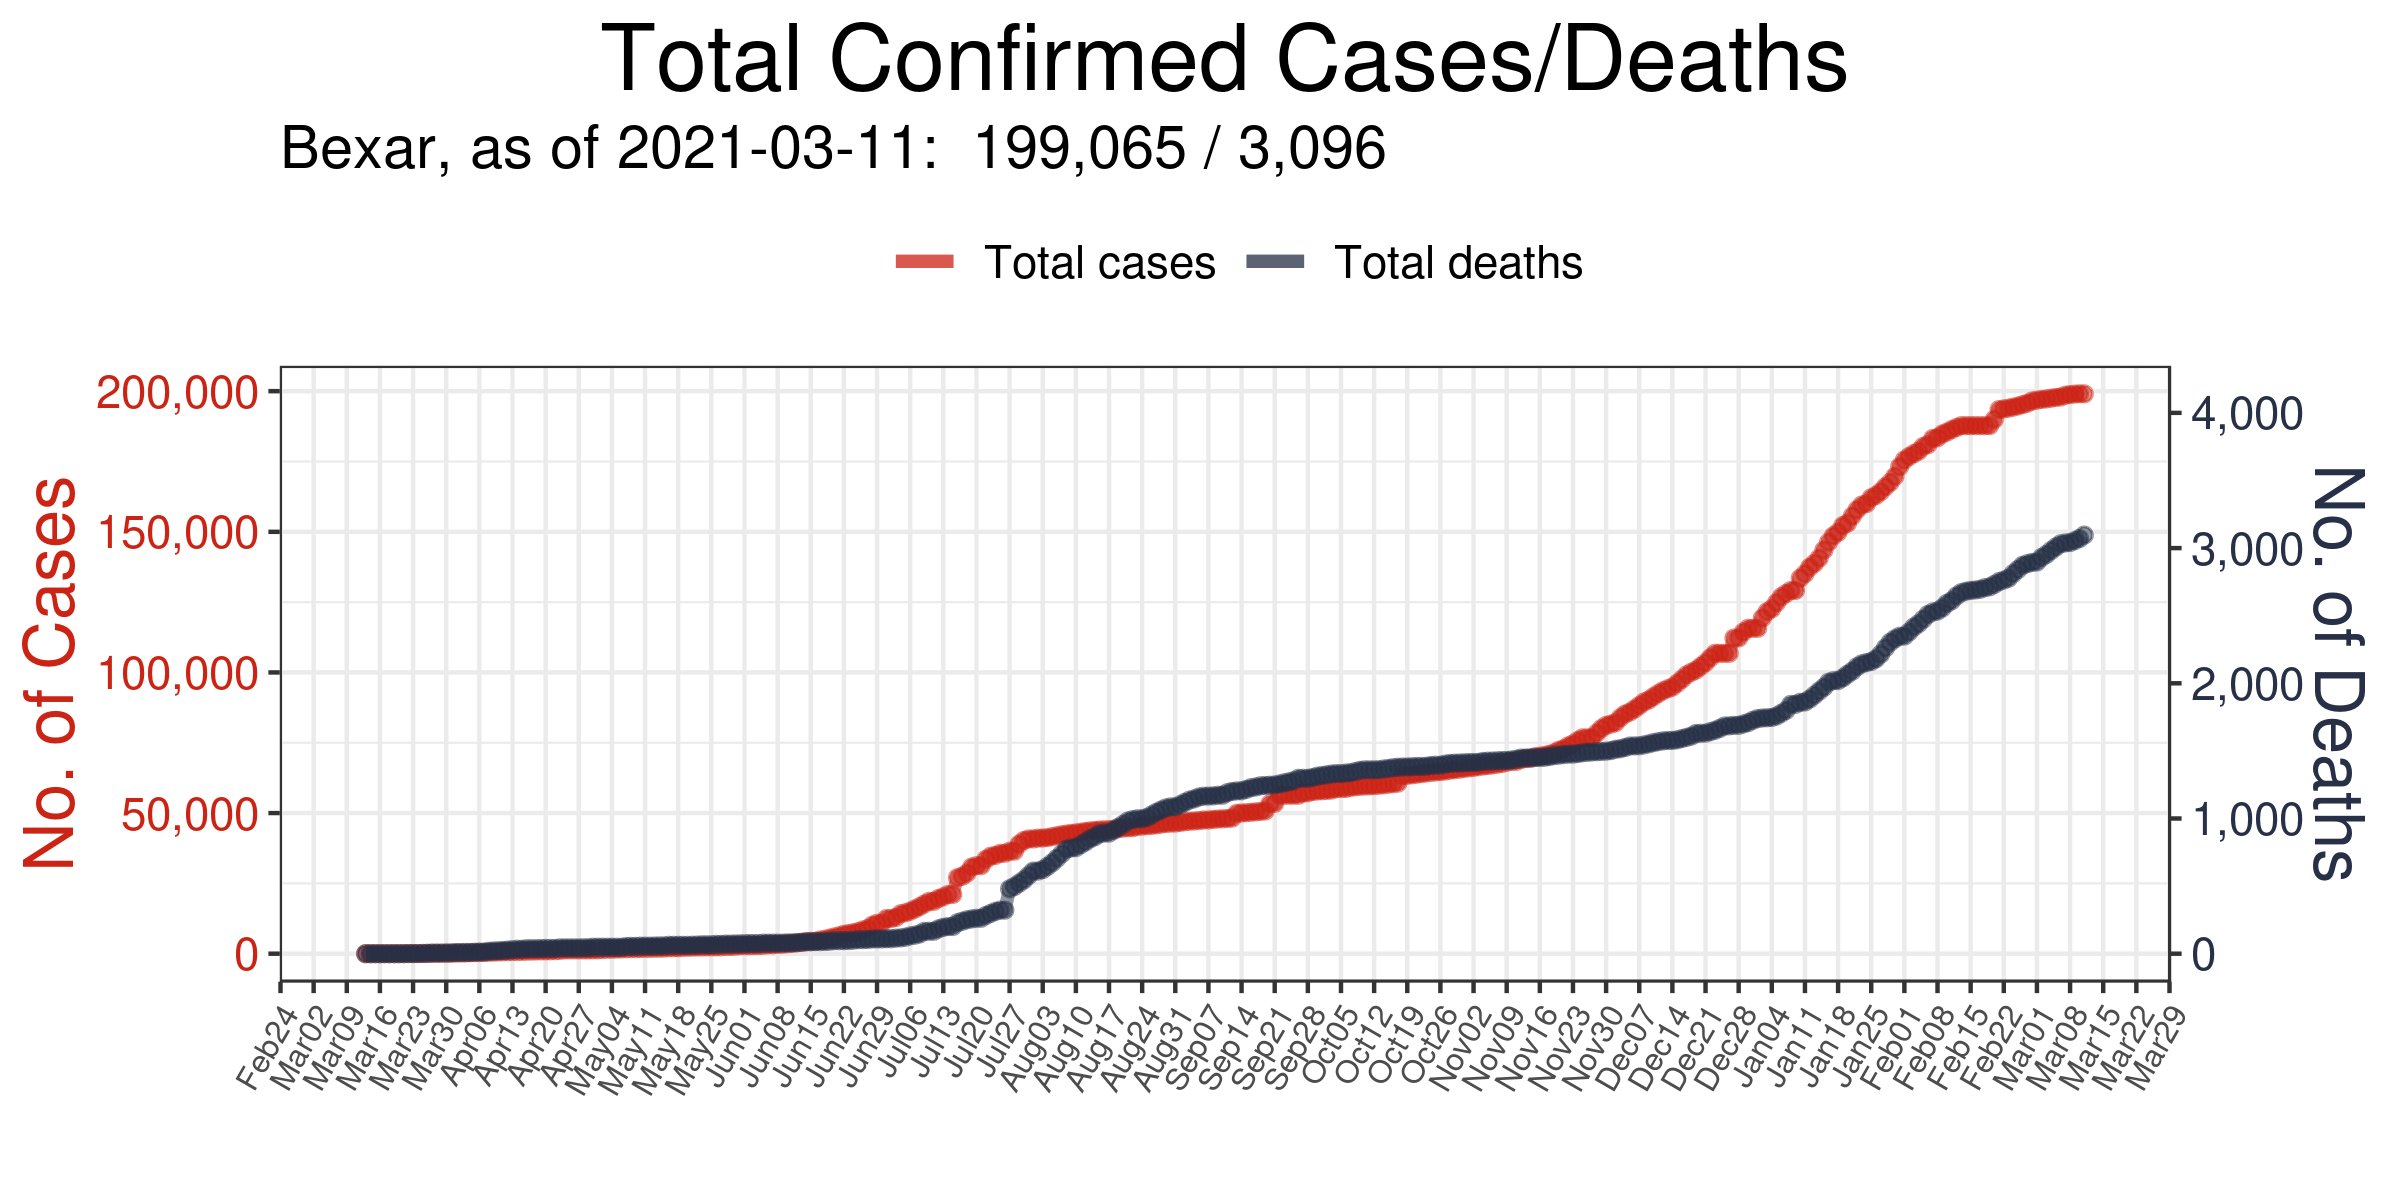 Total Confirmed Cases/Deaths
Bexar, as of 2021-03-11:  199,065 / 3,096
Total cases
Total deaths
No. of Cases
200,000
150,000
100,000
50,000
0
4,000
3,000
2,000
1,000
0
No. of Deaths
Feb24
Mar02
Mar09
Mar16
Mar23
Mar30
Apr06
Apr13
Apr20
Apr27
May04
May11
May18
May25
Jun01
Jun08
Jun15
Jun22
Jun29
Jul06
Jul13
Jul20
Jul27
Aug03
Aug10
Aug17
Aug24
Aug31
Sep07
Sep14
Sep21
Sep28
Oct05
Oct12
Oct19
Oct26
Nov02
Nov09
Nov16
Nov23
Nov30
Dec07
Dec14
Dec21
Dec28
Jan04
Jan11
Jan18
Jan25
Feb01
Feb08
Feb15
Feb22
Mar01
Mar08
Mar15
Mar22
Mar29